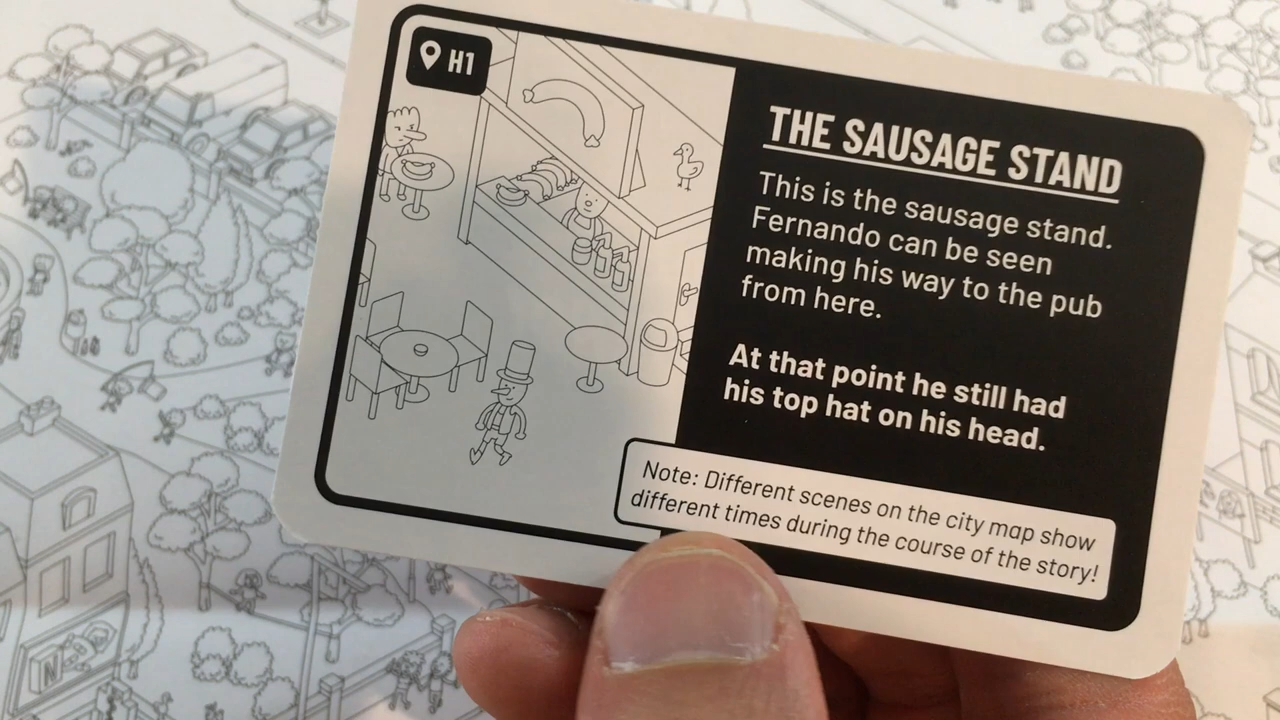 H1
THE SAUSAGE STAND
This is the sausage stand.
Fernando can be seen
making his way to the pub
from here.
At that point he still had
his top hat on his head.
Note: Different scenes on the city map show
different times during the course of the story!
N